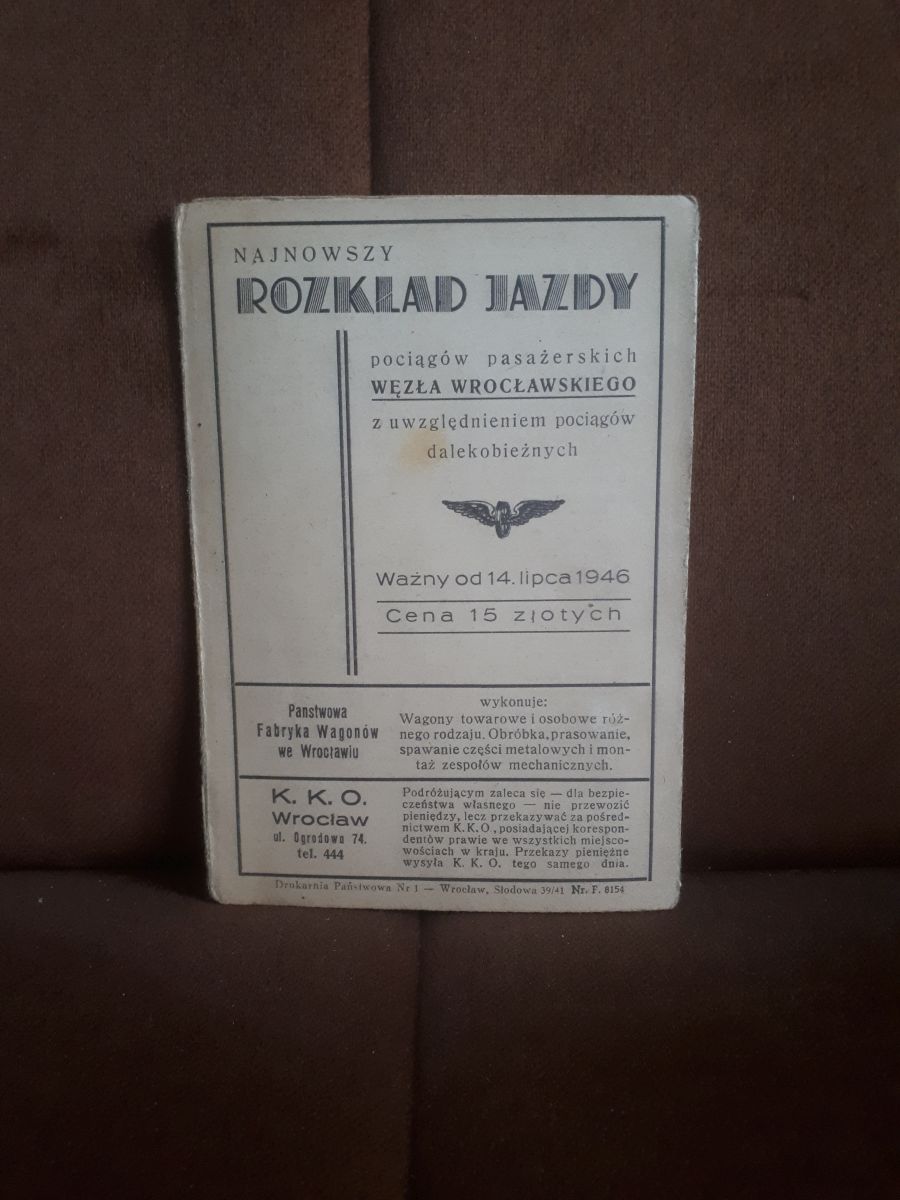 NAJNOWSZY
ROZKŁAD JAZDY
pociągów pasażerskich
WĘZŁA WROCŁAWSKIEGO
z uwzględnieniem pociągów
dalekobieżnych
Ważny od 14. lipca 1946
Cena 15 złotych
Panstwowa
Fabryka Wagonów
we Wrocławiu
wykonuje:
Wagony towarowe i osobowe róż-
nego rodzaju. Obróbka, prasowanie,
spawanie części metalowych i mon-
taż zespołów mechanicznych.
K. K. O.
Wrocław
ul. Ogrodowa 74.
tel. 444
Podróżującym zaleca się — dla bezpie-
czeństwa własnego — nie przewozić
pieniędzy, lecz przekazywać za pośred-
nictwem K. K. O., posiadającej korespon-
dentów prawie we wszystkich miejsco-
wościach w kraju. Przekazy pieniężne
wysyła K. K. O. tego samego dnia.
Drukarnia Państwowa Nr 1 — Wrocław, Słodowa 39/41 Nr. F. 8154